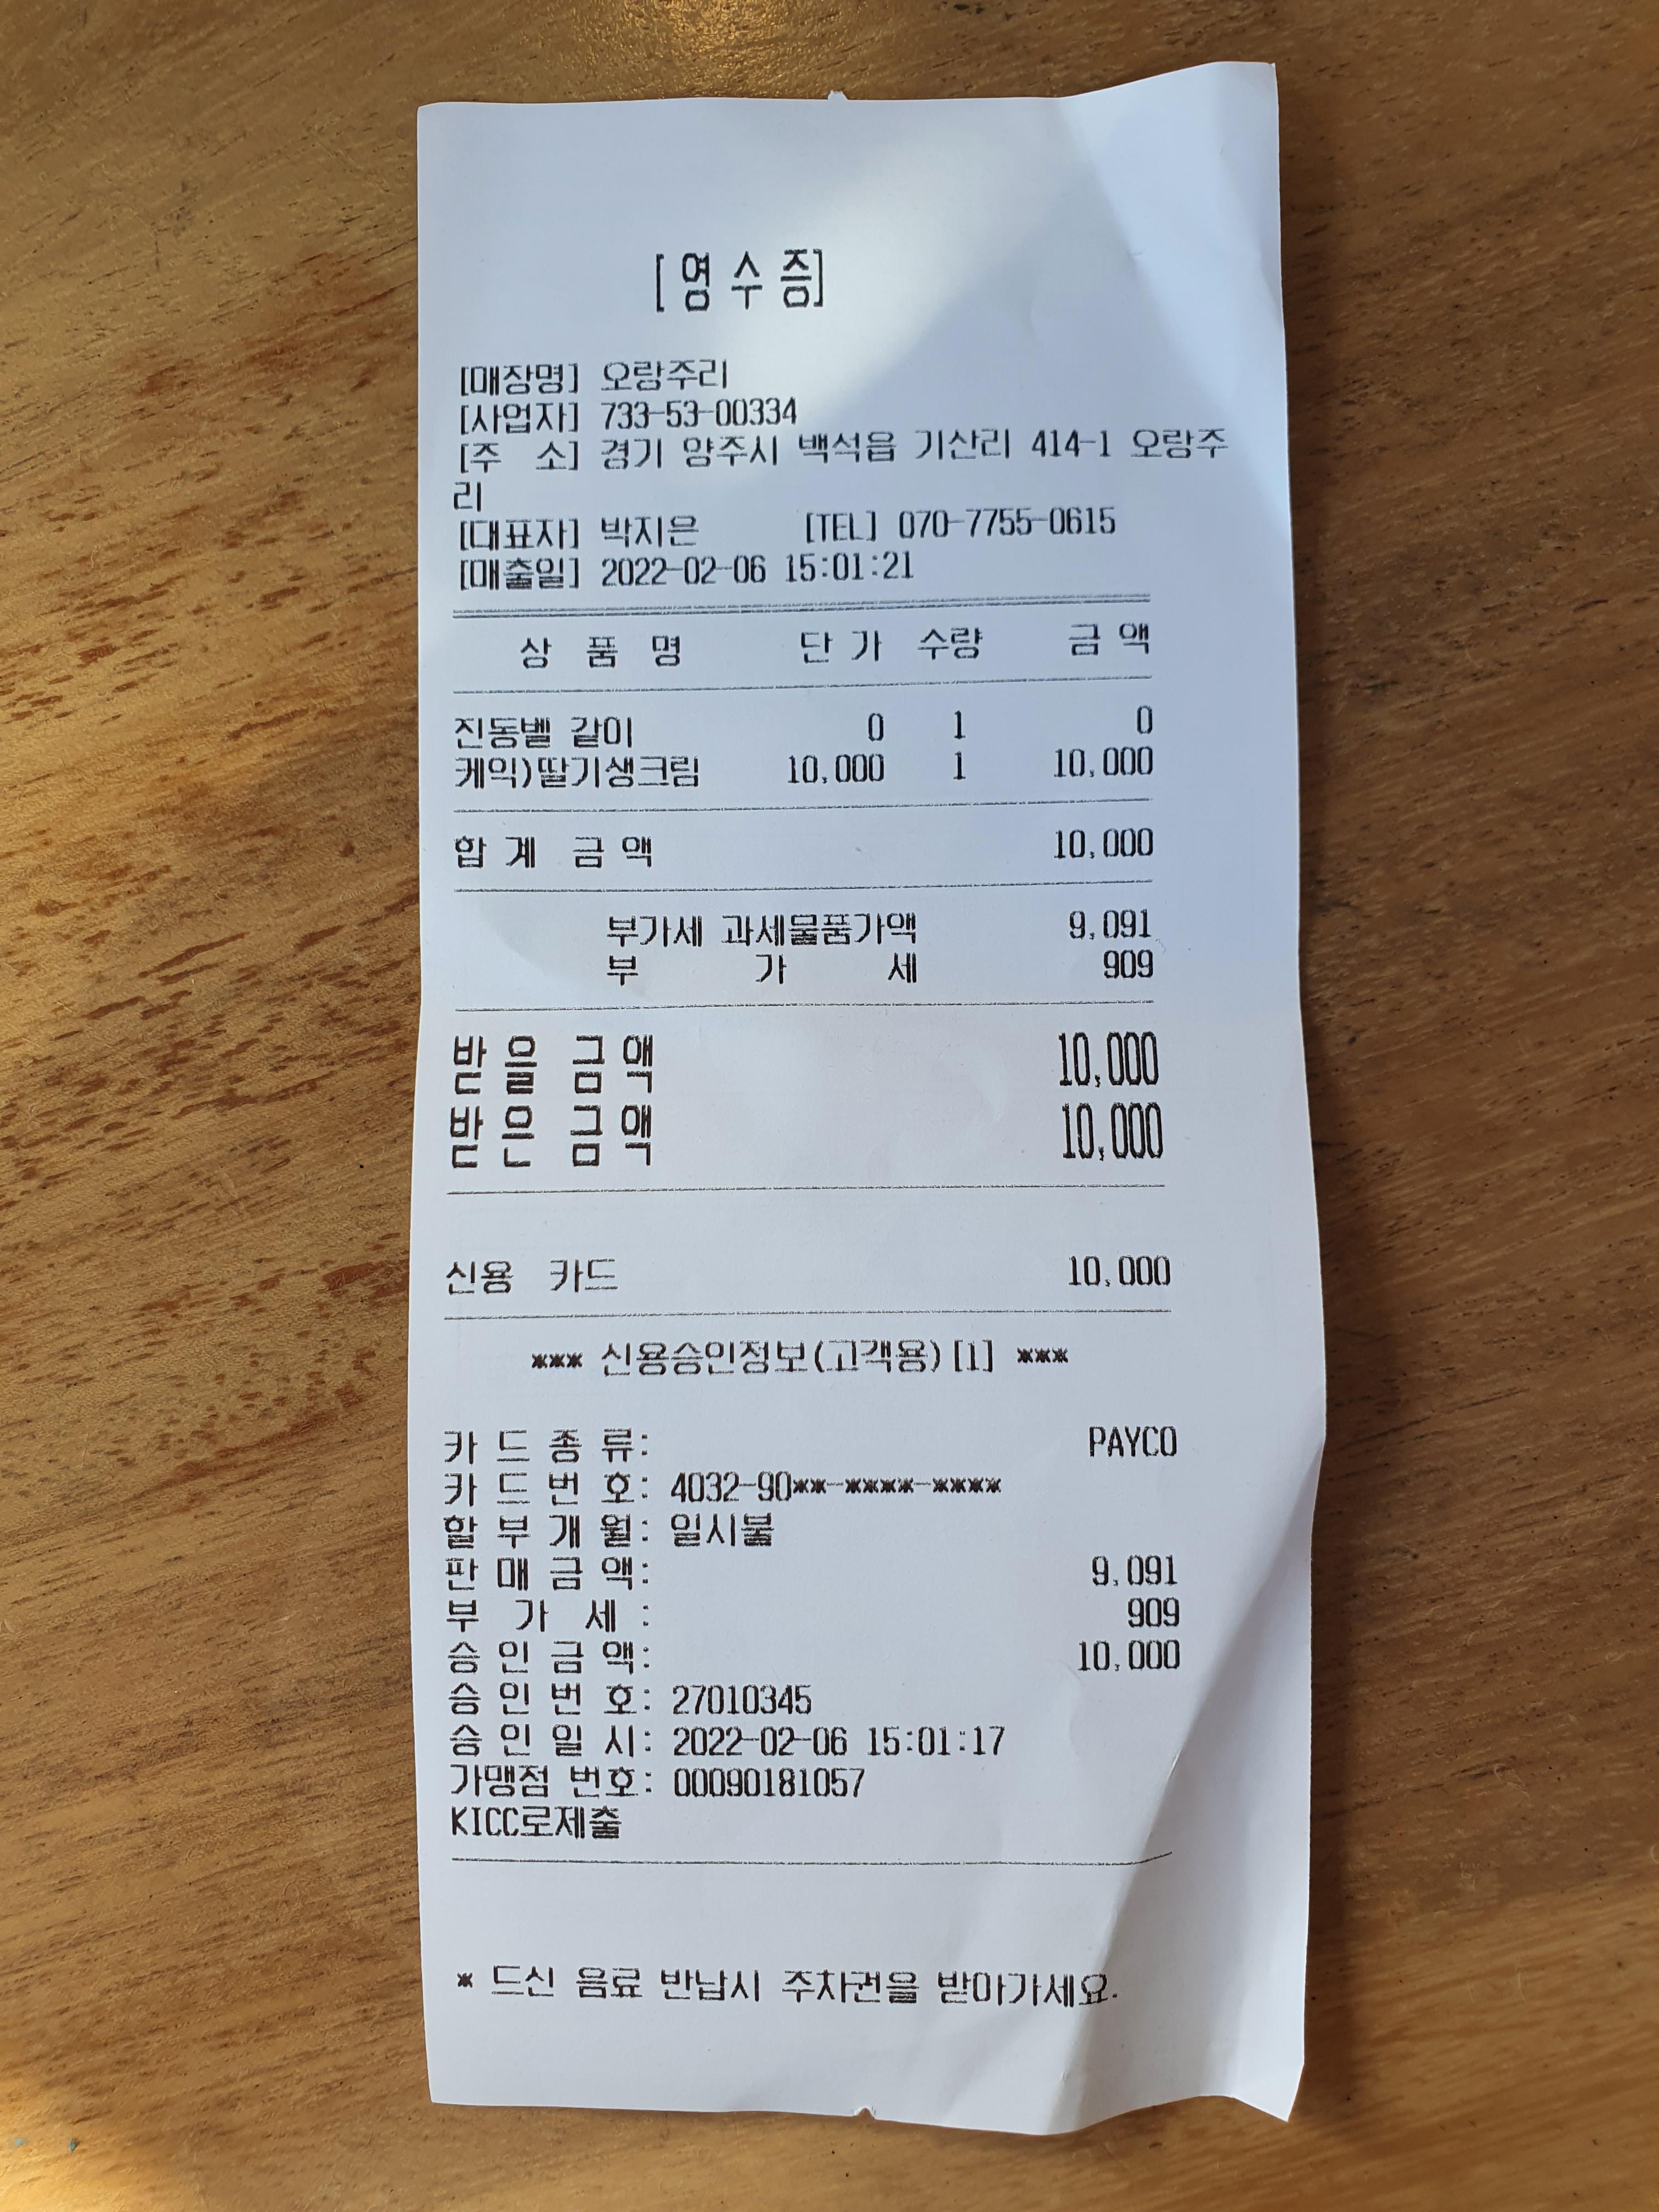 [영수증]
[매장명] 오랑주리
[사업자] 733-53-00334
[주 소] 경기 양주시 백석읍 기산리 414-1 오랑주
리
[대표자] 박지은 [TEL] 070-7755-0615
[매출일] 2022-02-06 15:01:21
상 품 명 단 가 수량 금 액
진동벨 같이 0 1 0
케익)딸기생크림 10,000 1 10,000
합 계 금 액 10,000
부가세 과세물품가액 9,091
부 가 세 909
받 을 금 액 10,000
받 은 금 액 10,000
신용 카드 10,000
*** 신용승인정보(고객용) [1] ***
카 드 종 류: PAYCO
카 드 번 호: 4032-90**-****-****
할 부 개 월: 일시불
판 매 금 액: 9,091
부 가 세 : 909
승 인 금 액: 10,000
승 인 번 호: 27010345
승 인 일 시: 2022-02-06 15:01:17
가맹점 번호: 00090181057
KICC로제출
* 드신 음료 반납시 주차권을 받아가세요.